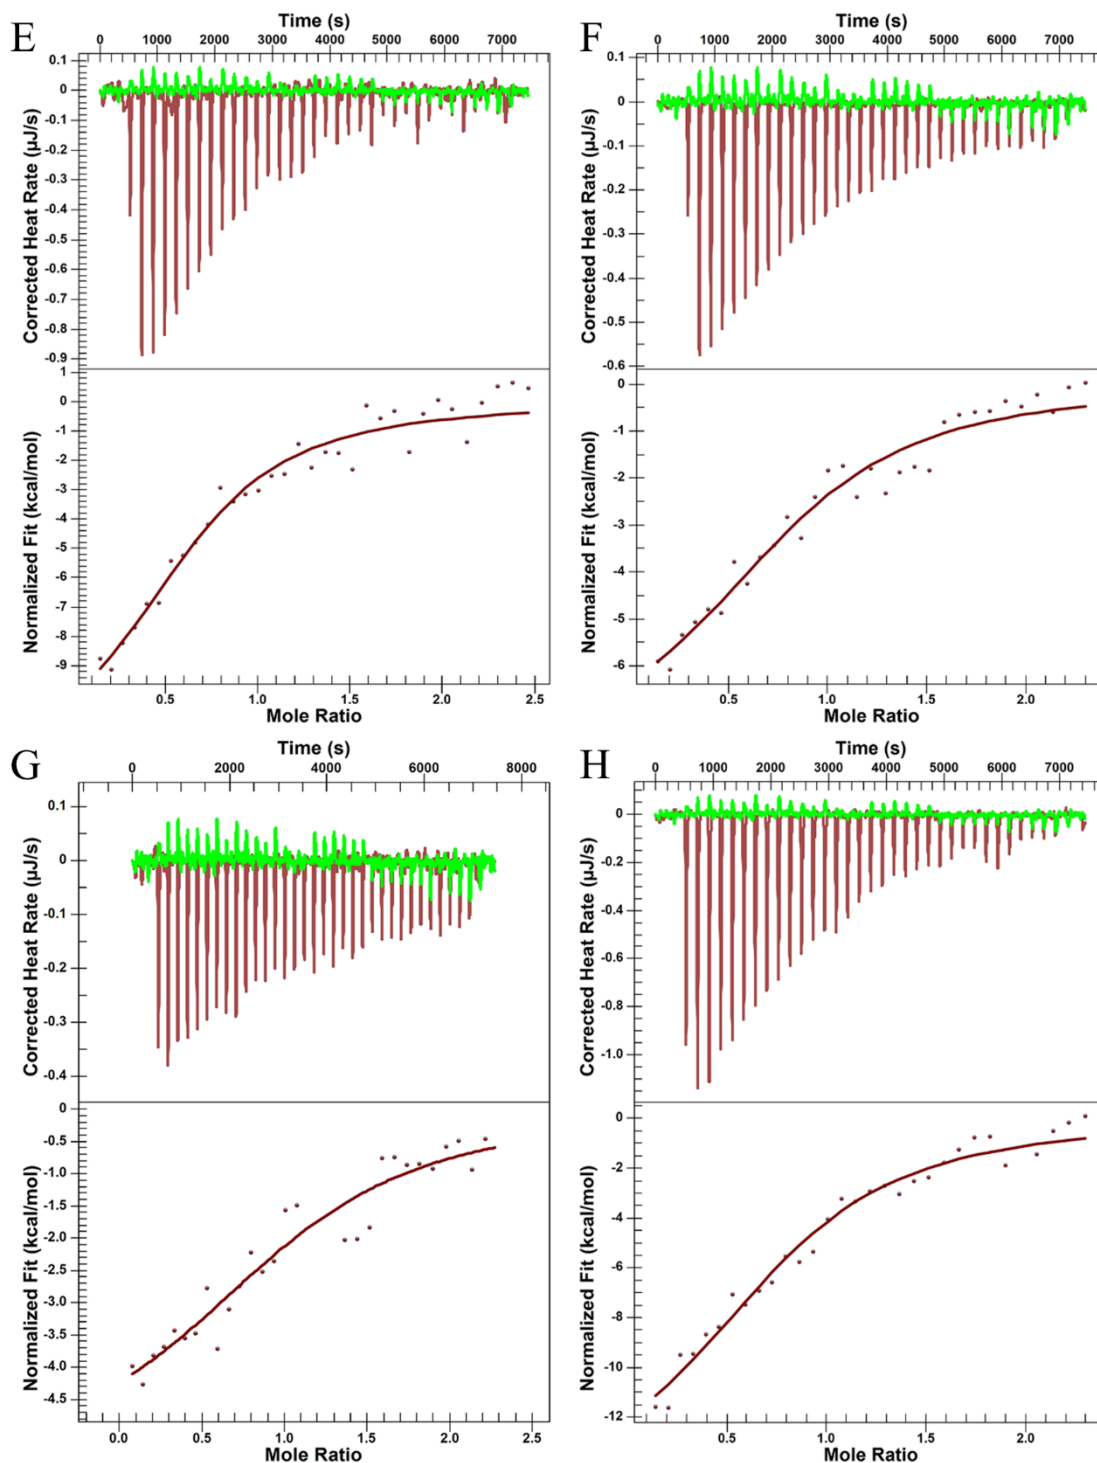 E
Time (s)
0 1000 2000 3000 4000 5000 6000 7000
Corrected Heat Rate (µJ/s)
0.1
0
-0.1
-0.2
-0.3
-0.4
-0.5
-0.6
-0.7
-0.8
-0.9
Normalized Fit (kcal/mol)
1
0
-1
-2
-3
-4
-5
-6
-7
-8
-9
0.5 1.0 1.5 2.0 2.5
Mole Ratio
F
Time (s)
0 1000 2000 3000 4000 5000 6000 7000
Corrected Heat Rate (µJ/s)
0.1
0
-0.1
-0.2
-0.3
-0.4
-0.5
-0.6
Normalized Fit (kcal/mol)
0
-1
-2
-3
-4
-5
-6
0.5 1.0 1.5 2.0
Mole Ratio
G
Time (s)
0 2000 4000 6000 8000
Corrected Heat Rate (µJ/s)
0.1
0
-0.1
-0.2
-0.3
-0.4
Normalized Fit (kcal/mol)
0
-0.5
-1.0
-1.5
-2.0
-2.5
-3.0
-3.5
-4.0
-4.5
0.0 0.5 1.0 1.5 2.0 2.5
Mole Ratio
H
Time (s)
0 1000 2000 3000 4000 5000 6000 7000
Corrected Heat Rate (µJ/s)
0
-0.2
-0.4
-0.6
-0.8
-1.0
Normalized Fit (kcal/mol)
0
-2
-4
-6
-8
-10
-12
0.5 1.0 1.5 2.0
Mole Ratio